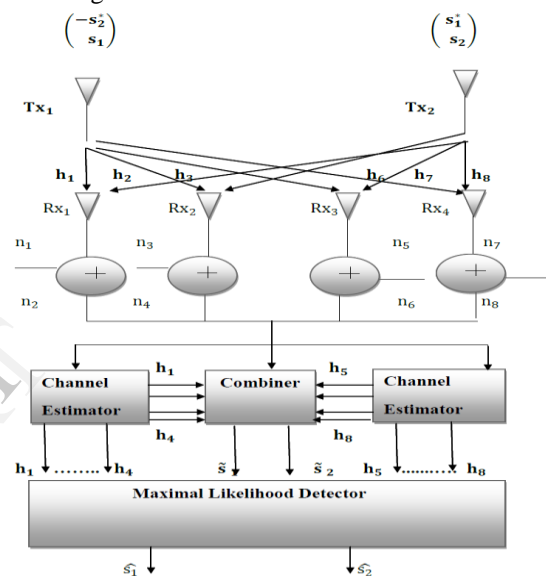 −s₂* s₁* 
s₁ s₂
Tx₁ Tx₂
h₁ h₂ h₃ h₆ h₇ h₈
Rx₁ Rx₂ Rx₃ Rx₄
n₁ n₃ n₅ n₇
+ + + +
n₂ n₄ n₆ n₈
Channel Estimator
h₁
h₄
Combiner
h₅
h₈
Channel Estimator
h₁ ........ h₄ s̃ s̃ ₂ h₅ ........... h₈
Maximal Likelihood Detector
ŝ₁ ŝ₂